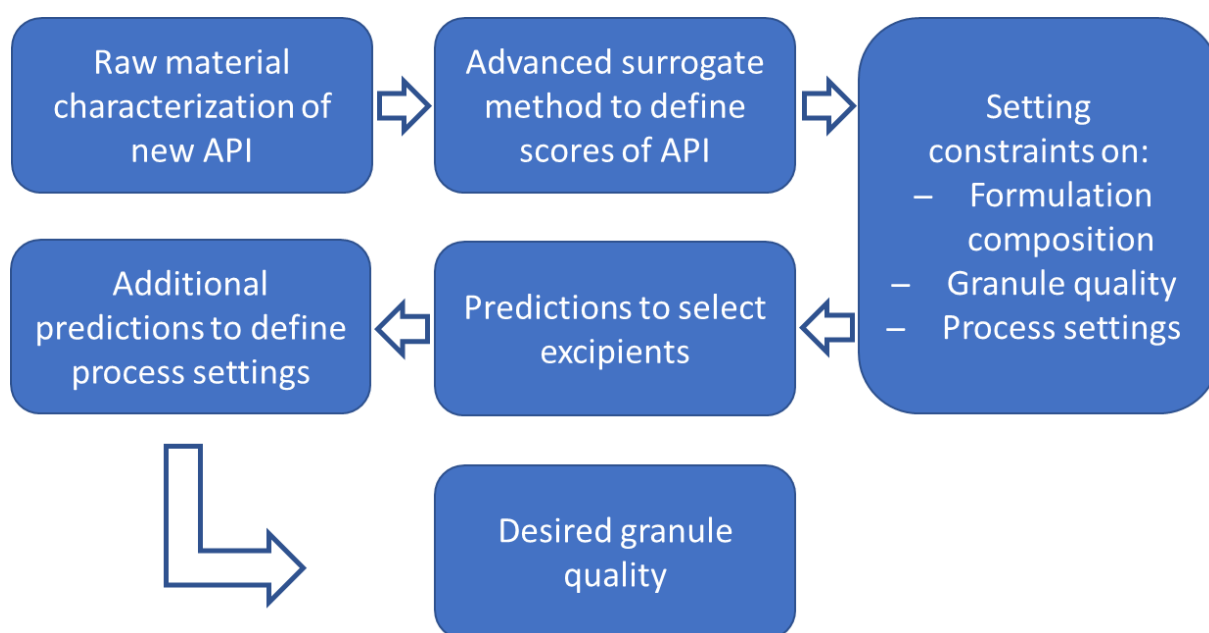 Raw material
characterization of
new API
Advanced surrogate
method to define
scores of API
Setting
constraints on:
– Formulation
composition
– Granule quality
– Process settings
Predictions to select
excipients
Additional
predictions to define
process settings
Desired granule
quality